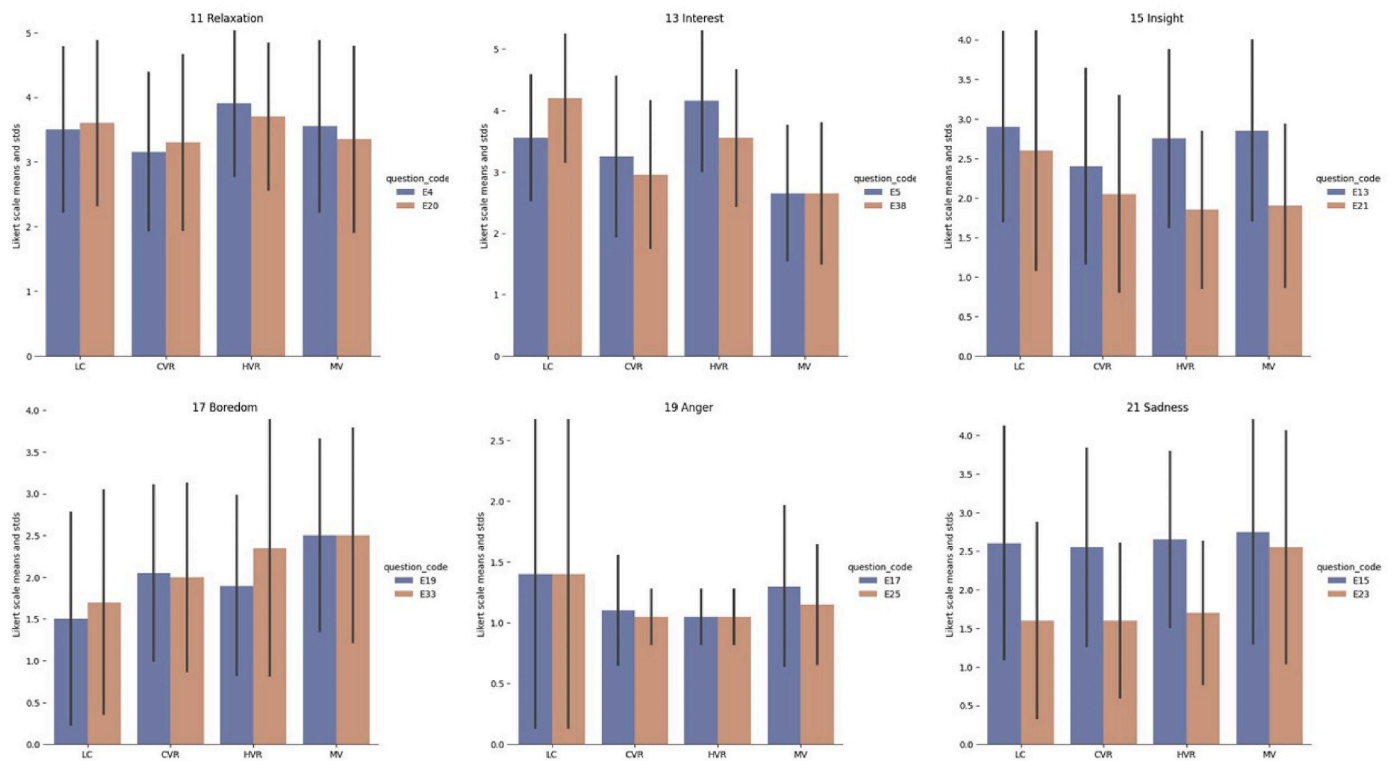 11 Relaxation
Likert scale means and stds
5
4
3
2
1
0
LC CVR HVR MV
question_code
E4
E20
13 Interest
Likert scale means and stds
5
4
3
2
1
0
LC CVR HVR MV
question_code
E5
E38
15 Insight
Likert scale means and stds
4.0
3.5
3.0
2.5
2.0
1.5
1.0
0.5
0.0
LC CVR HVR MV
question_code
E13
E21
17 Boredom
Likert scale means and stds
4.0
3.5
3.0
2.5
2.0
1.5
1.0
0.5
0.0
LC CVR HVR MV
question_code
E19
E33
19 Anger
Likert scale means and stds
2.5
2.0
1.5
1.0
0.5
0.0
LC CVR HVR MV
question_code
E17
E25
21 Sadness
Likert scale means and stds
4.0
3.5
3.0
2.5
2.0
1.5
1.0
0.5
0.0
LC CVR HVR MV
question_code
E15
E23